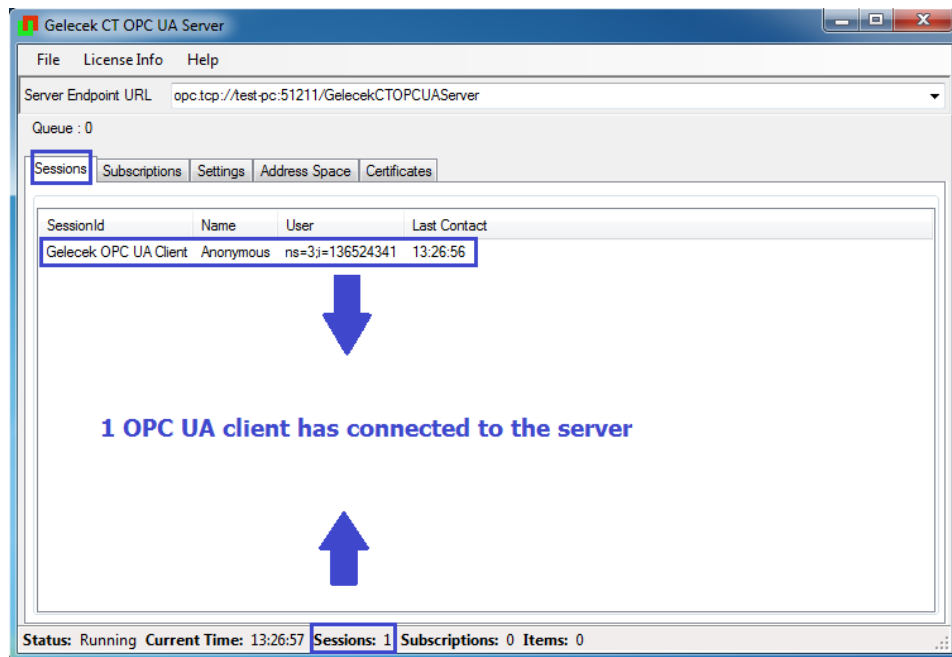 Gelecek CT OPC UA Server
File License Info Help
Server Endpoint URL opc.tcp://test-pc:51211/GelecekCTOPCUAServer
Queue : 0
Sessions Subscriptions Settings Address Space Certificates
SessionId Name User Last Contact
Gelecek OPC UA Client Anonymous ns=3;i=136524341 13:26:56
1 OPC UA client has connected to the server
Status: Running Current Time: 13:26:57 Sessions: 1 Subscriptions: 0 Items: 0